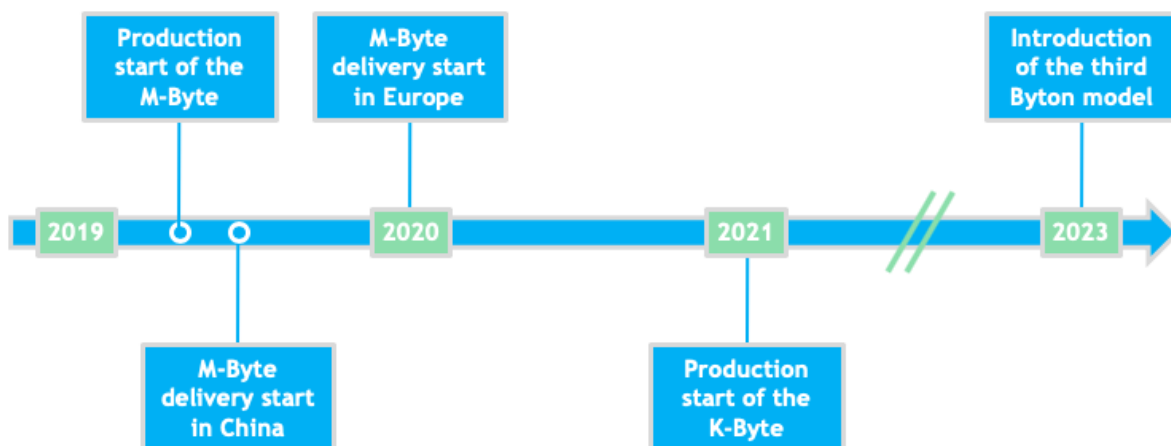 Production
start of the
M-Byte
M-Byte
delivery start
in Europe
Introduction
of the third
Byton model
2019
2020
2021
2023
M-Byte
delivery start
in China
Production
start of the
K-Byte